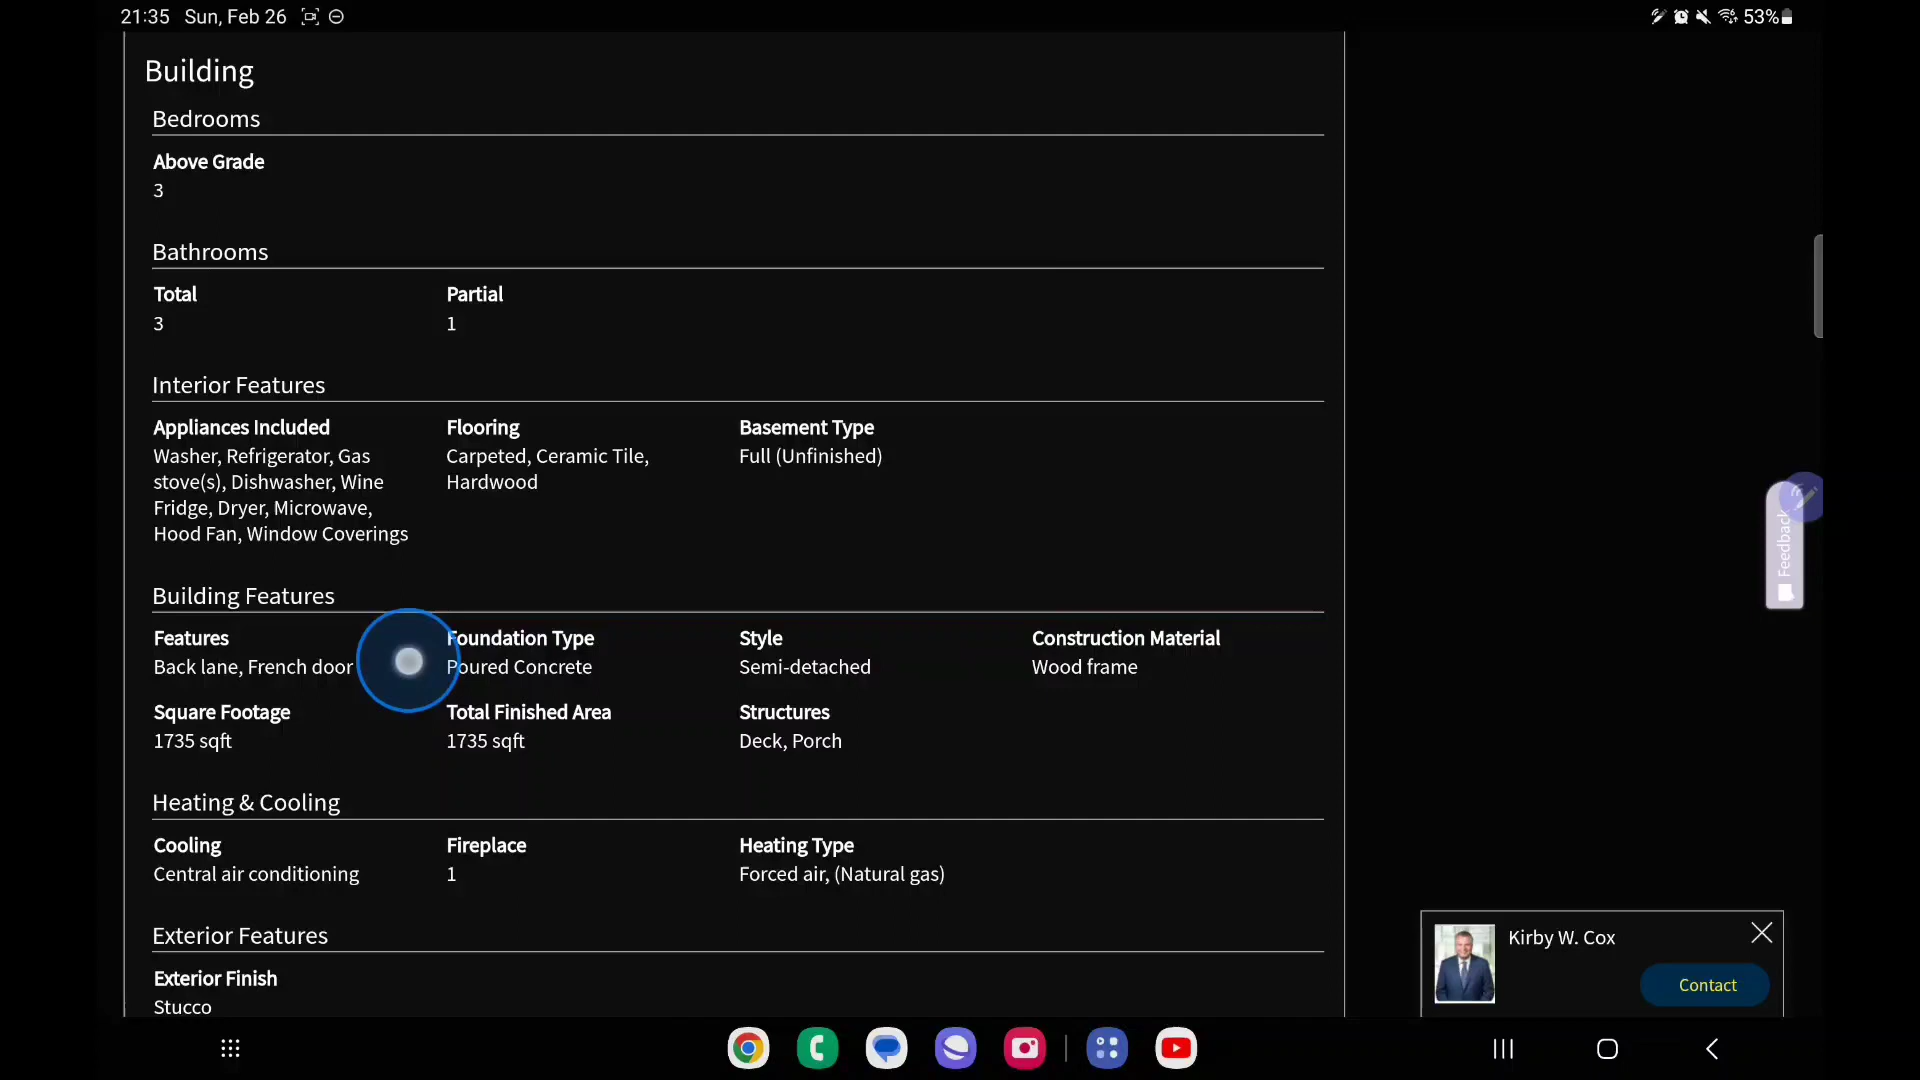 21:35 Sun, Feb 26
53%
Building
Bedrooms
Above Grade
3
Bathrooms
Total
3
Partial
1
Interior Features
Appliances Included
Washer, Refrigerator, Gas
stove(s), Dishwasher, Wine
Fridge, Dryer, Microwave,
Hood Fan, Window Coverings
Flooring
Carpeted, Ceramic Tile,
Hardwood
Basement Type
Full (Unfinished)
Feedback
Building Features
Features
Back lane, French door
Foundation Type
Poured Concrete
Style
Semi-detached
Construction Material
Wood frame
Square Footage
1735 sqft
Total Finished Area
1735 sqft
Structures
Deck, Porch
Heating & Cooling
Cooling
Central air conditioning
Fireplace
1
Heating Type
Forced air, (Natural gas)
Exterior Features
Exterior Finish
Stucco
Kirby W. Cox
Contact